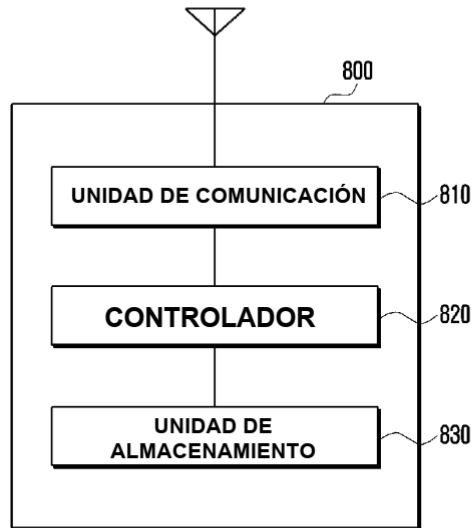 800
UNIDAD DE COMUNICACIÓN
810
CONTROLADOR
820
UNIDAD DE
ALMACENAMIENTO
830